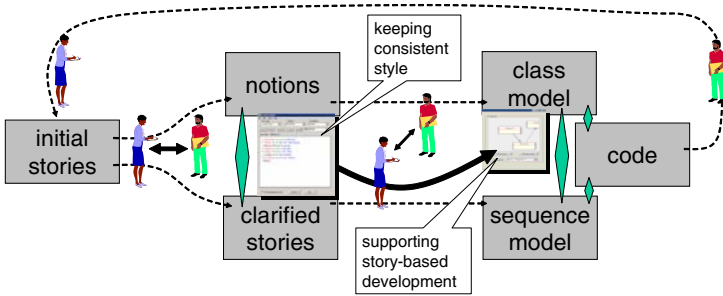 keeping
consistent
style
notions
class
model
initial
stories
code
clarified
stories
sequence
model
supporting
story-based
development